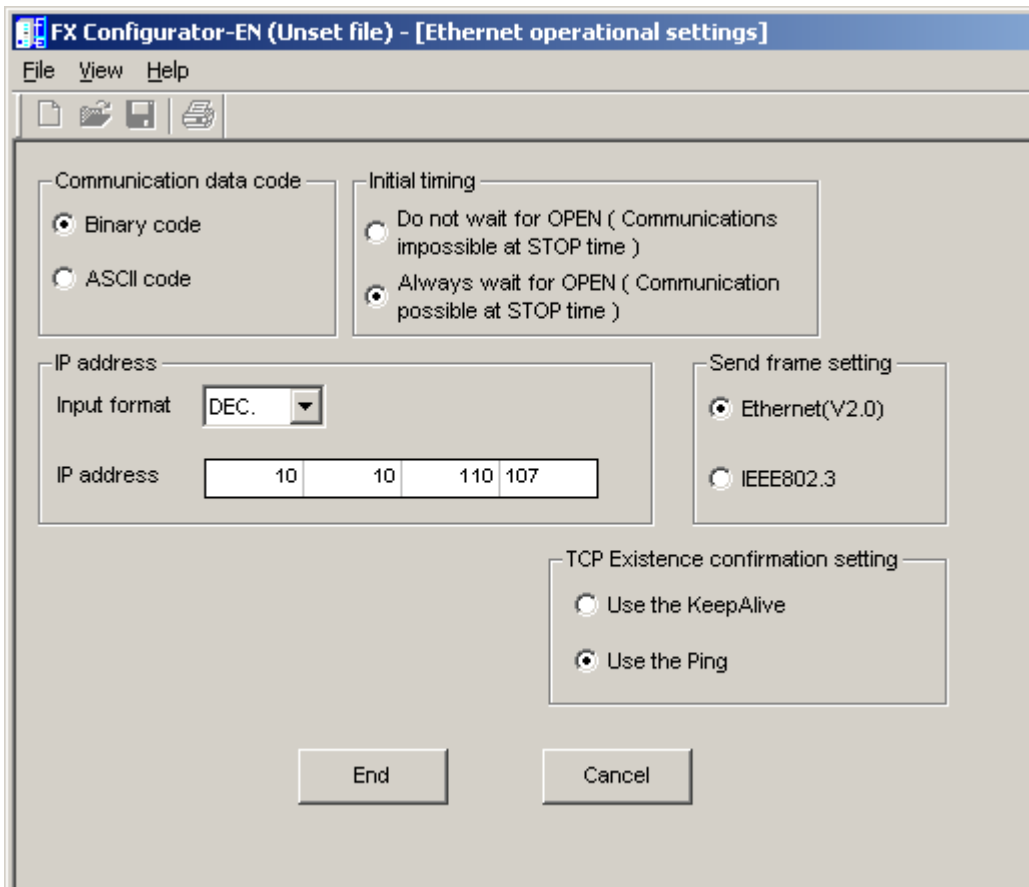 FX Configurator-EN (Unset file) - [Ethernet operational settings]
File View Help
Communication data code
Binary code
ASCII code
Initial timing
Do not wait for OPEN ( Communications
impossible at STOP time )
Always wait for OPEN ( Communication
possible at STOP time )
IP address
Input format DEC.
IP address 10 10 110 107
Send frame setting
Ethernet(V2.0)
IEEE802.3
TCP Existence confirmation setting
Use the KeepAlive
Use the Ping
End Cancel